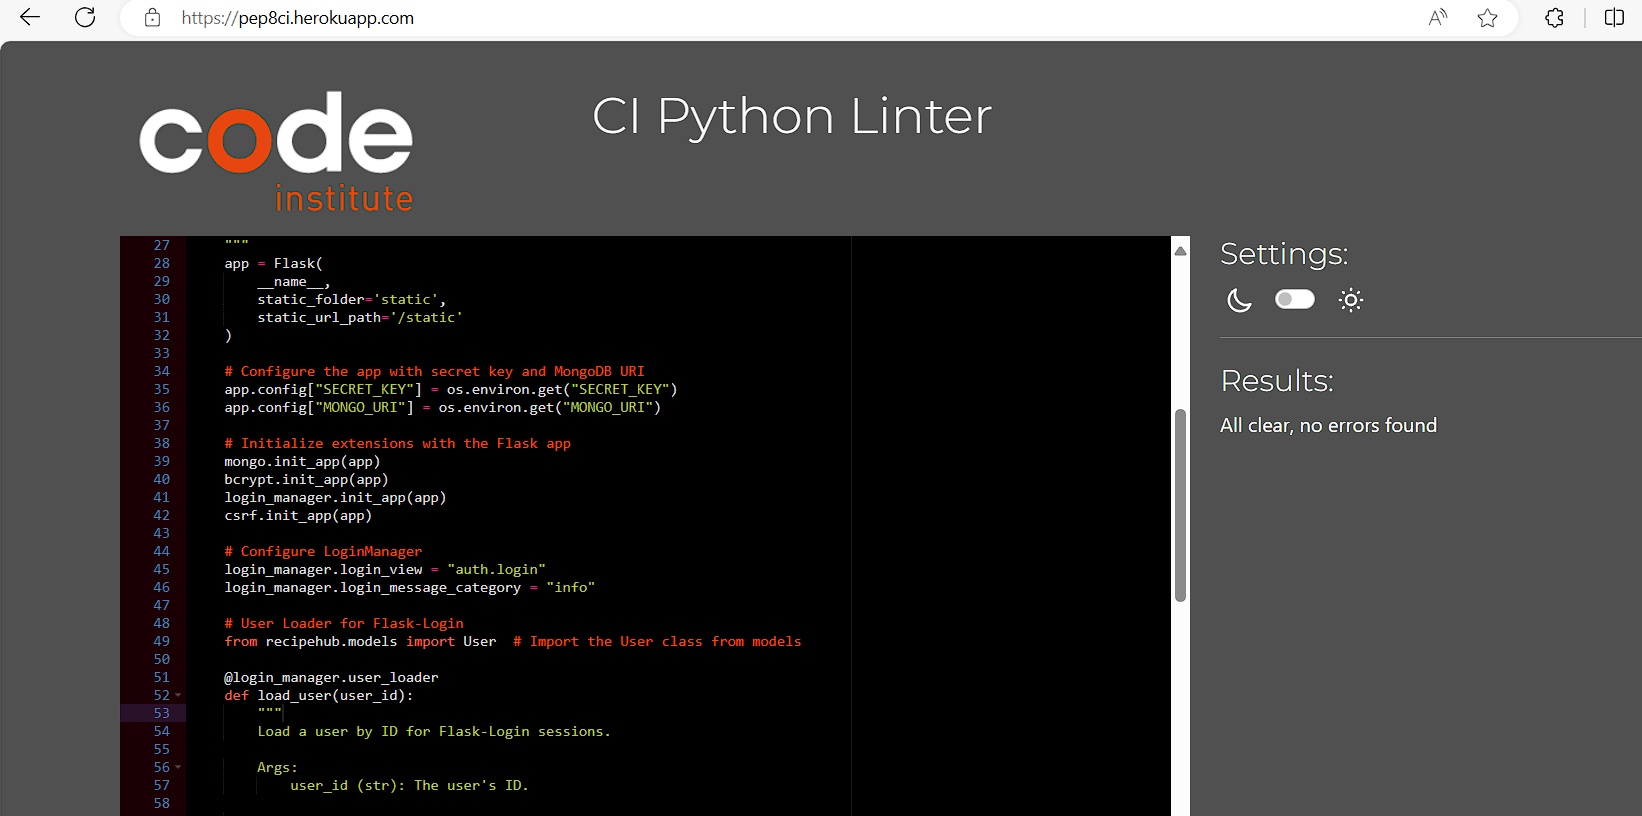 https://pep8ci.herokuapp.com
code
institute
CI Python Linter
27 """
28 app = Flask(
29     __name__,
30     static_folder='static',
31     static_url_path='/static'
32 )
33
34 # Configure the app with secret key and MongoDB URI
35 app.config["SECRET_KEY"] = os.environ.get("SECRET_KEY")
36 app.config["MONGO_URI"] = os.environ.get("MONGO_URI")
37
38 # Initialize extensions with the Flask app
39 mongo.init_app(app)
40 bcrypt.init_app(app)
41 login_manager.init_app(app)
42 csrf.init_app(app)
43
44 # Configure LoginManager
45 login_manager.login_view = "auth.login"
46 login_manager.login_message_category = "info"
47
48 # User Loader for Flask-Login
49 from recipehub.models import User  # Import the User class from models
50
51 @login_manager.user_loader
52 def load_user(user_id):
53     """
54     Load a user by ID for Flask-Login sessions.
55
56     Args:
57         user_id (str): The user's ID.
58
Settings:
Results:
All clear, no errors found